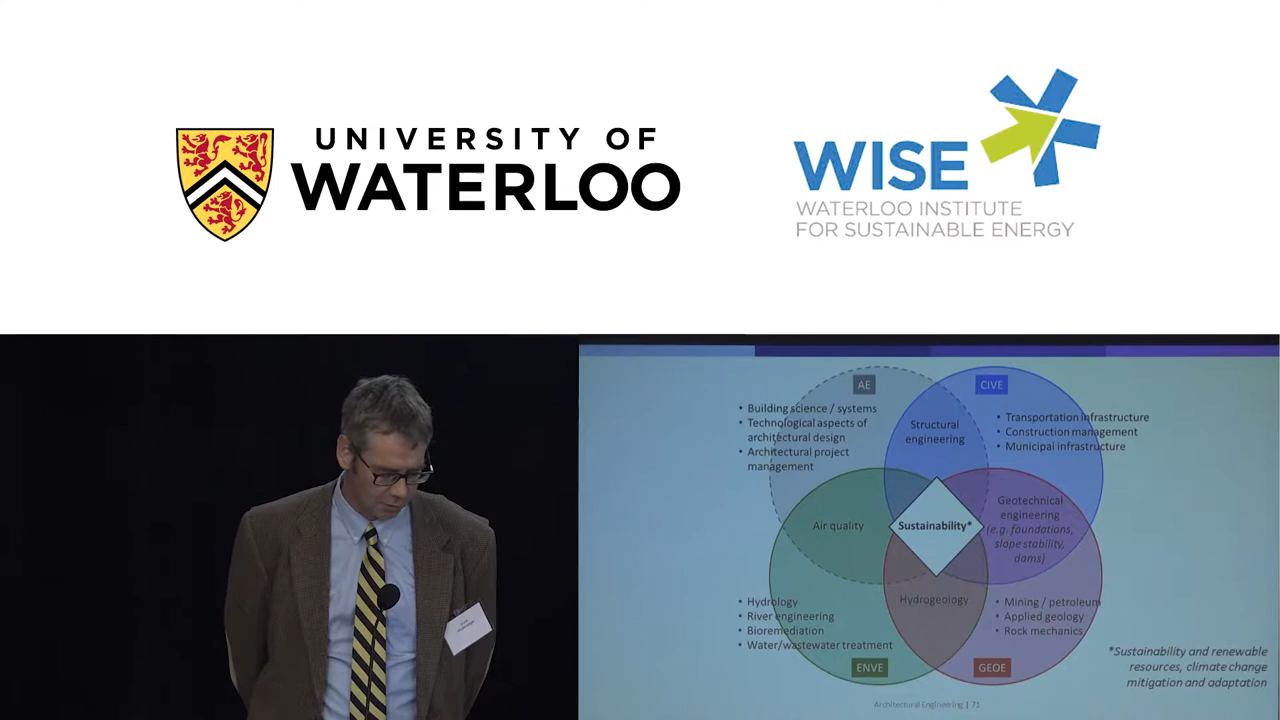 UNIVERSITY OF
WATERLOO
WISE
WATERLOO INSTITUTE
FOR SUSTAINABLE ENERGY
AE
CIVE
• Building science / systems
• Technological aspects of
architectural design
• Architectural project
management
Structural
engineering
• Transportation infrastructure
• Construction management
• Municipal infrastructure
Air quality
Sustainability*
Geotechnical
engineering
(e.g. foundations,
slope stability,
dams)
Hydrogeology
• Hydrology
• River engineering
• Bioremediation
• Water/wastewater treatment
• Mining / petroleum
• Applied geology
• Rock mechanics
ENVE
GEOE
*Sustainability and renewable
resources, climate change
mitigation and adaptation
Architectural Engineering | 71